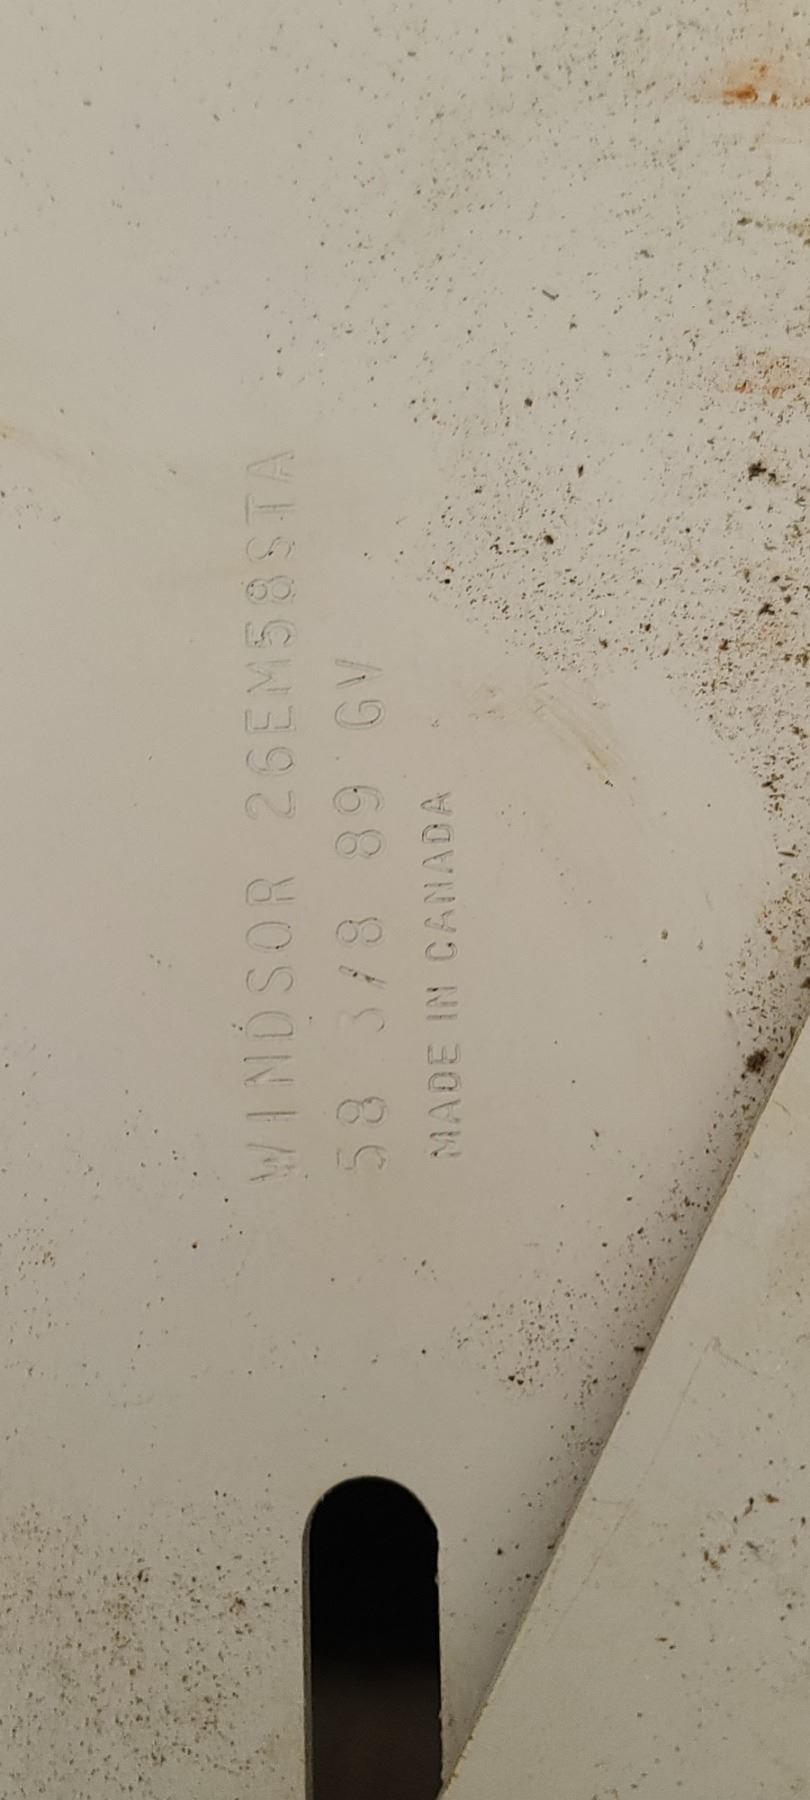 WINDSOR 26EM58STA
58 3/8 89 GV
MADE IN CANADA